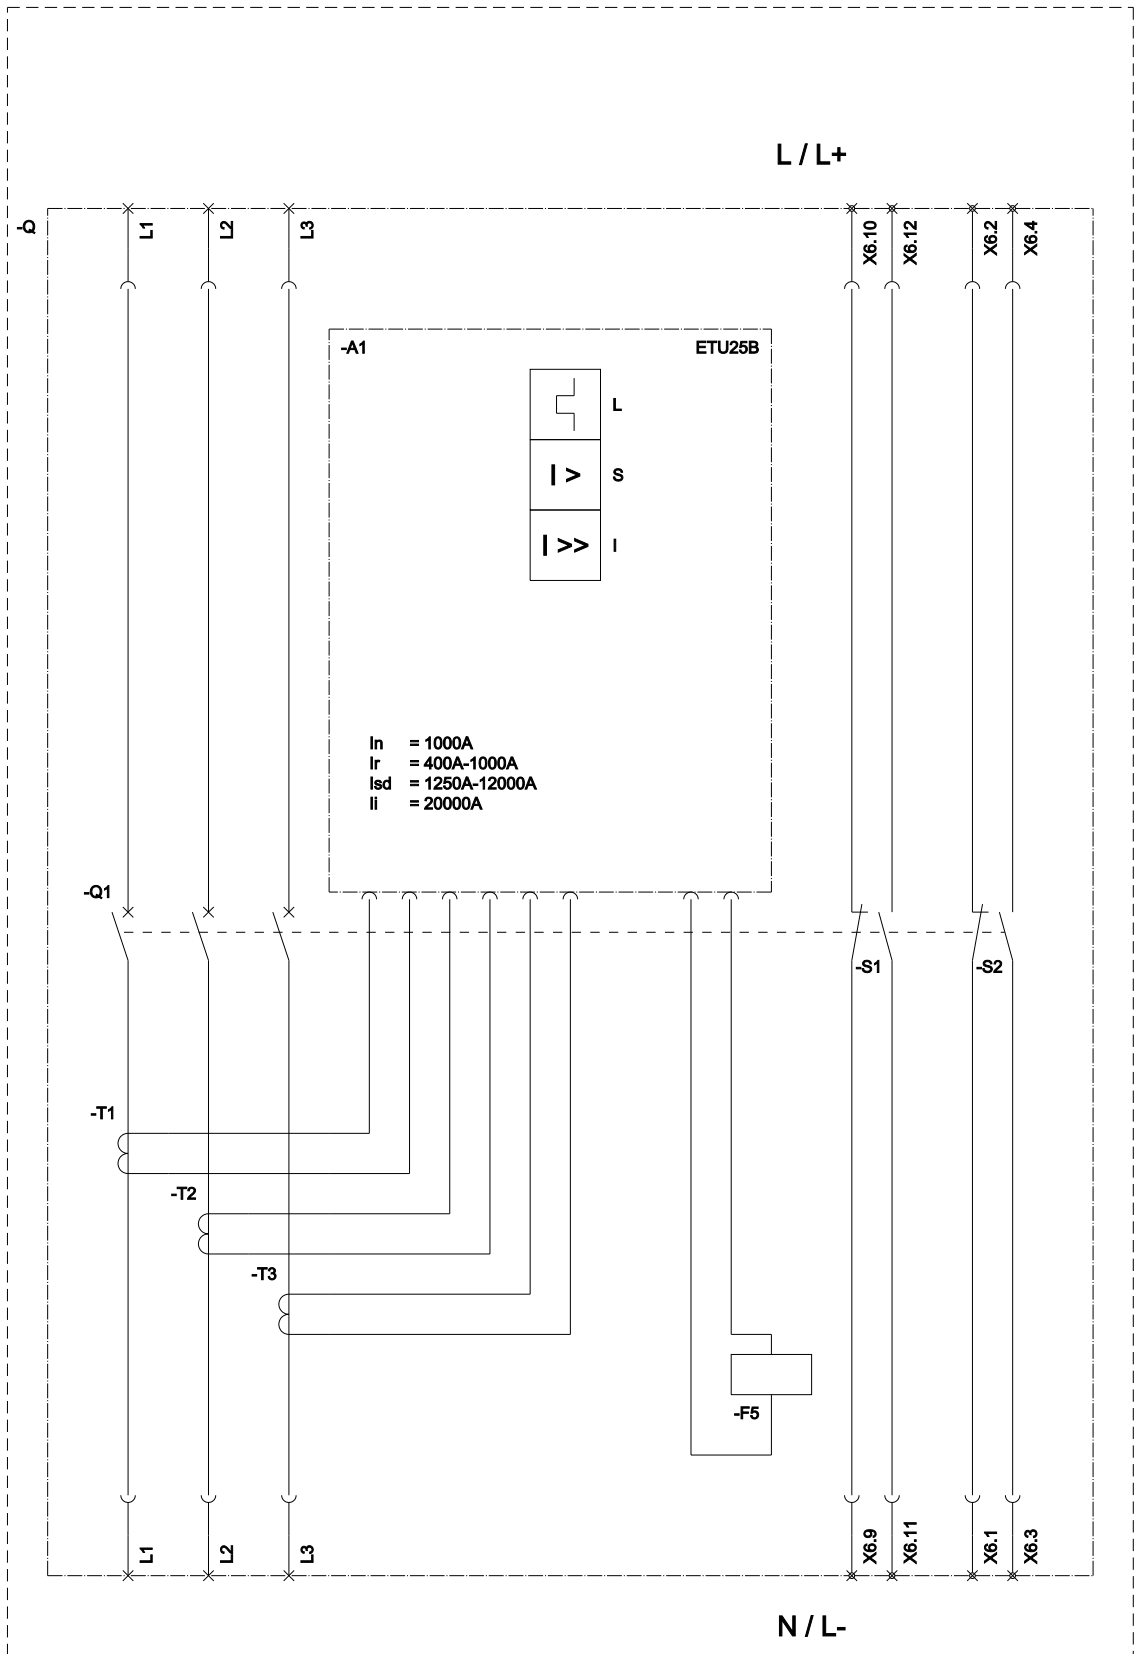 L / L+
-Q
L1
L2
L3
X6.10
X6.12
X6.2
X6.4
-A1
ETU25B
L
I >
S
I >>
I
In = 1000A
Ir = 400A-1000A
Isd = 1250A-12000A
Ii = 20000A
-Q1
-S1
-S2
-T1
-T2
-T3
-F5
L1
L2
L3
X6.9
X6.11
X6.1
X6.3
N / L-